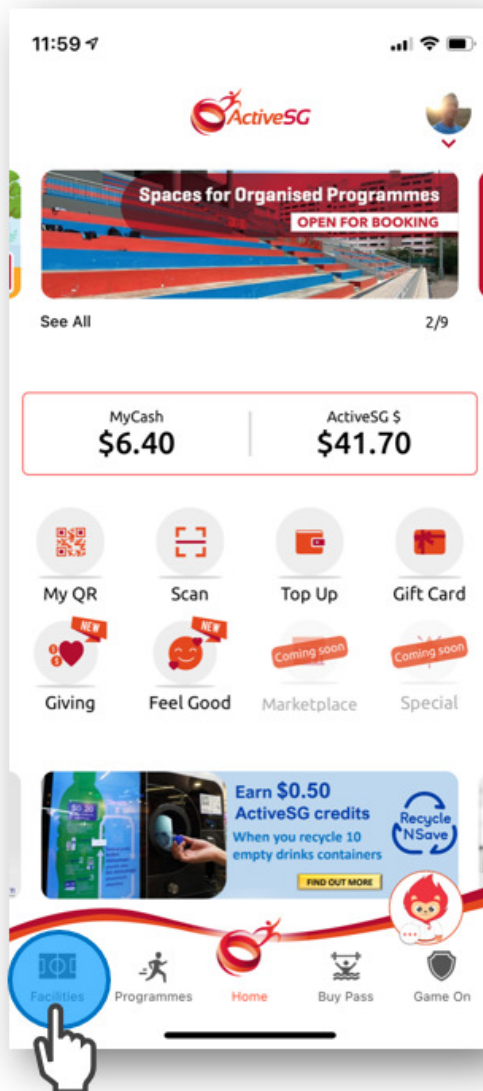 11:59
ActiveSG
Spaces for Organised Programmes
OPEN FOR BOOKING
See All
2/9
MyCash
ActiveSG $
$6.40
$41.70
My QR
Scan
Top Up
Gift Card
NEW
NEW
Coming soon
Coming soon
Giving
Feel Good
Marketplace
Special
Earn $0.50
ActiveSG credits
When you recycle 10
empty drinks containers
FIND OUT MORE
Recycle
NSave
$0.20
Facilities
Programmes
Home
Buy Pass
Game On